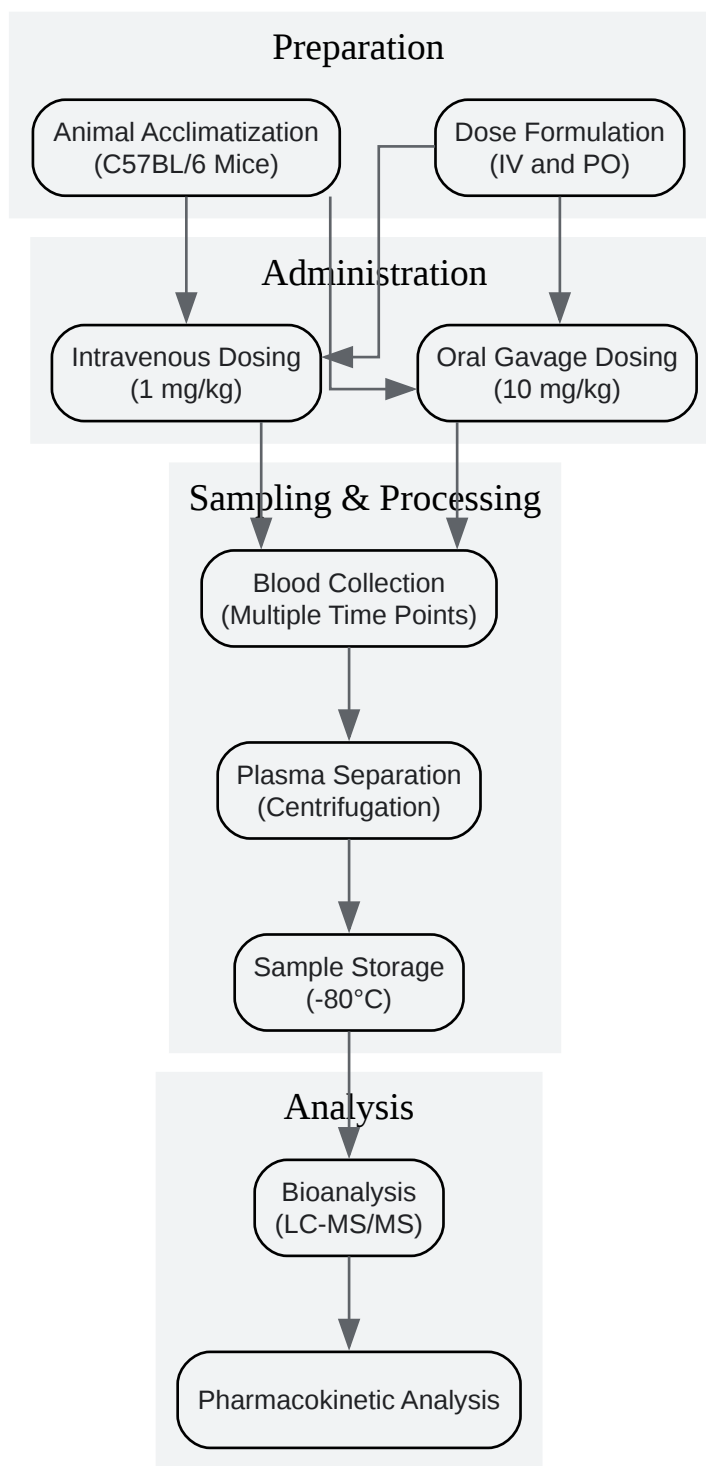 Preparation
Animal Acclimatization
(C57BL/6 Mice)
Dose Formulation
(IV and PO)
Administration
Intravenous Dosing
(1 mg/kg)
Oral Gavage Dosing
(10 mg/kg)
Sampling & Processing
Blood Collection
(Multiple Time Points)
Plasma Separation
(Centrifugation)
Sample Storage
(-80°C)
Analysis
Bioanalysis
(LC-MS/MS)
Pharmacokinetic Analysis